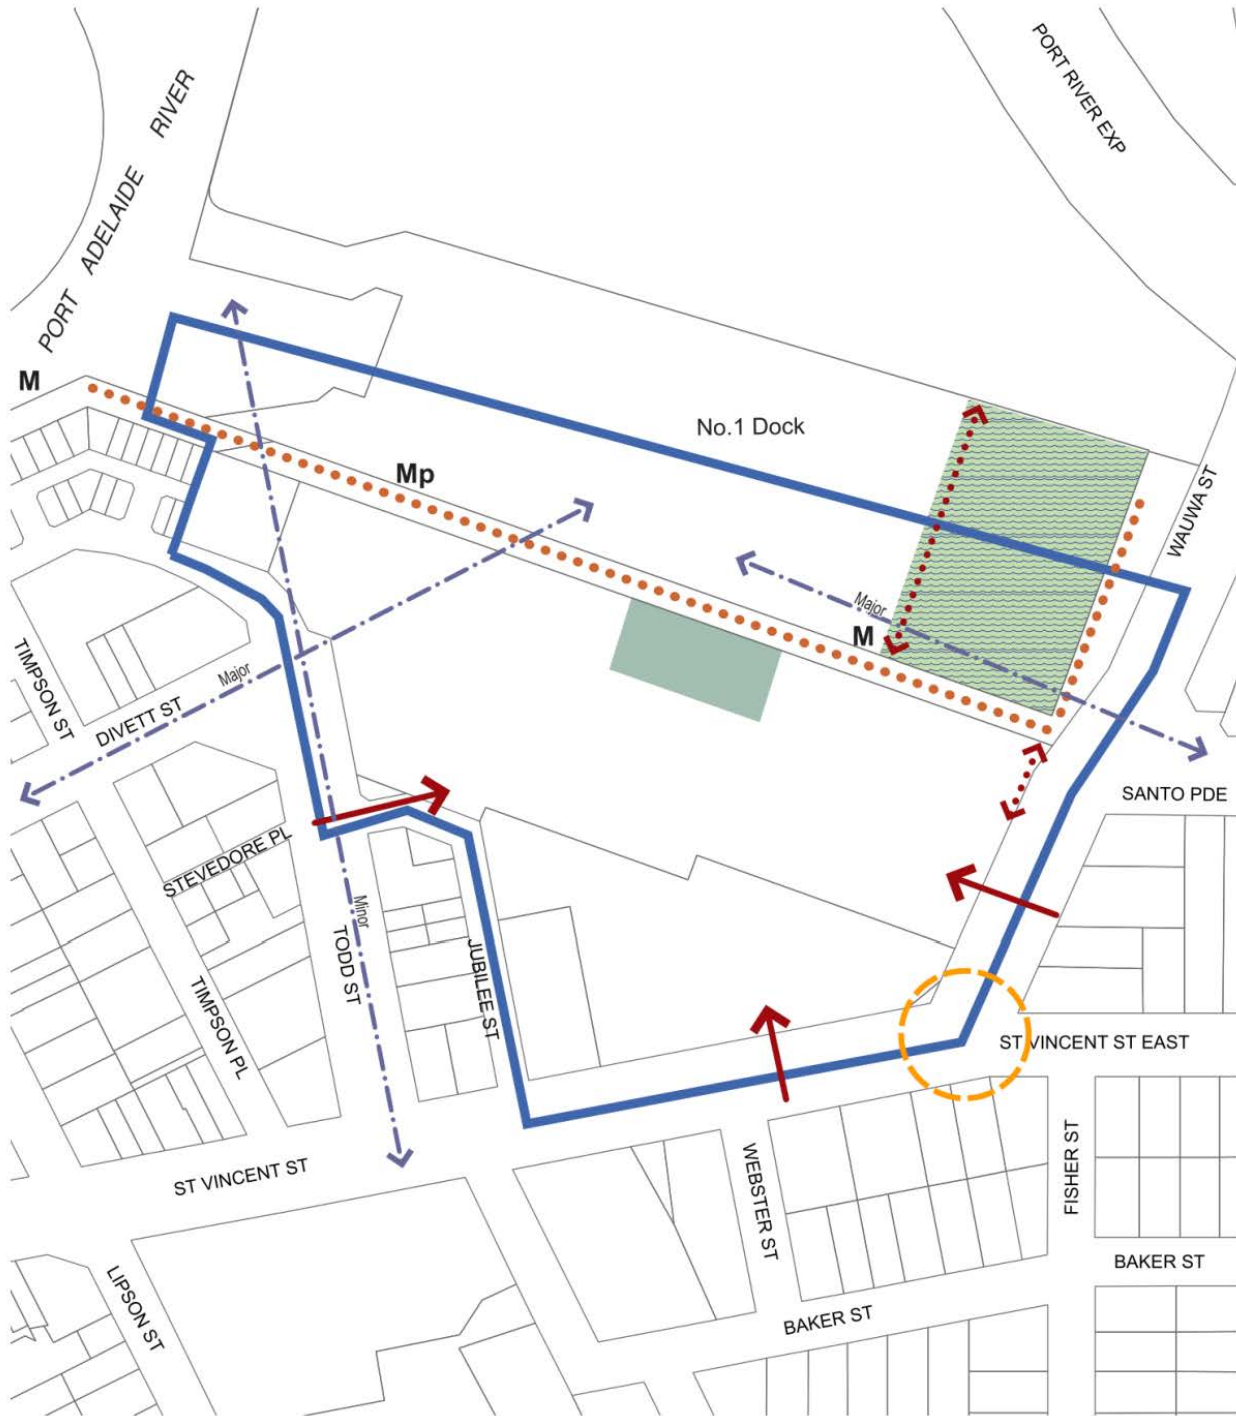 PORT RIVER EXP
PORT ADELAIDE RIVER
M
No.1 Dock
Mp
WAUWA ST
Major
M
TIMPSON ST
DIVETT ST
Major
SANTO PDE
STEVEDORE PL
Minor
TODD ST
JUBILEE ST
TIMPSON PL
ST VINCENT ST EAST
ST VINCENT ST
WEBSTER ST
FISHER ST
BAKER ST
LIPSON ST
BAKER ST